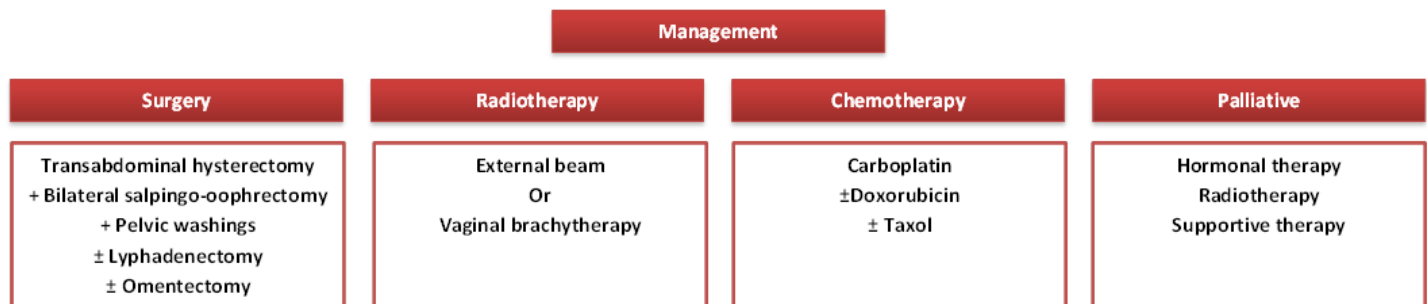 Management
Surgery
Transabdominal hysterectomy
+ Bilateral salpingo-oophrectomy
+ Pelvic washings
± Lyphadenectomy
± Omentectomy
Radiotherapy
External beam
Or
Vaginal brachytherapy
Chemotherapy
Carboplatin
±Doxorubicin
± Taxol
Palliative
Hormonal therapy
Radiotherapy
Supportive therapy